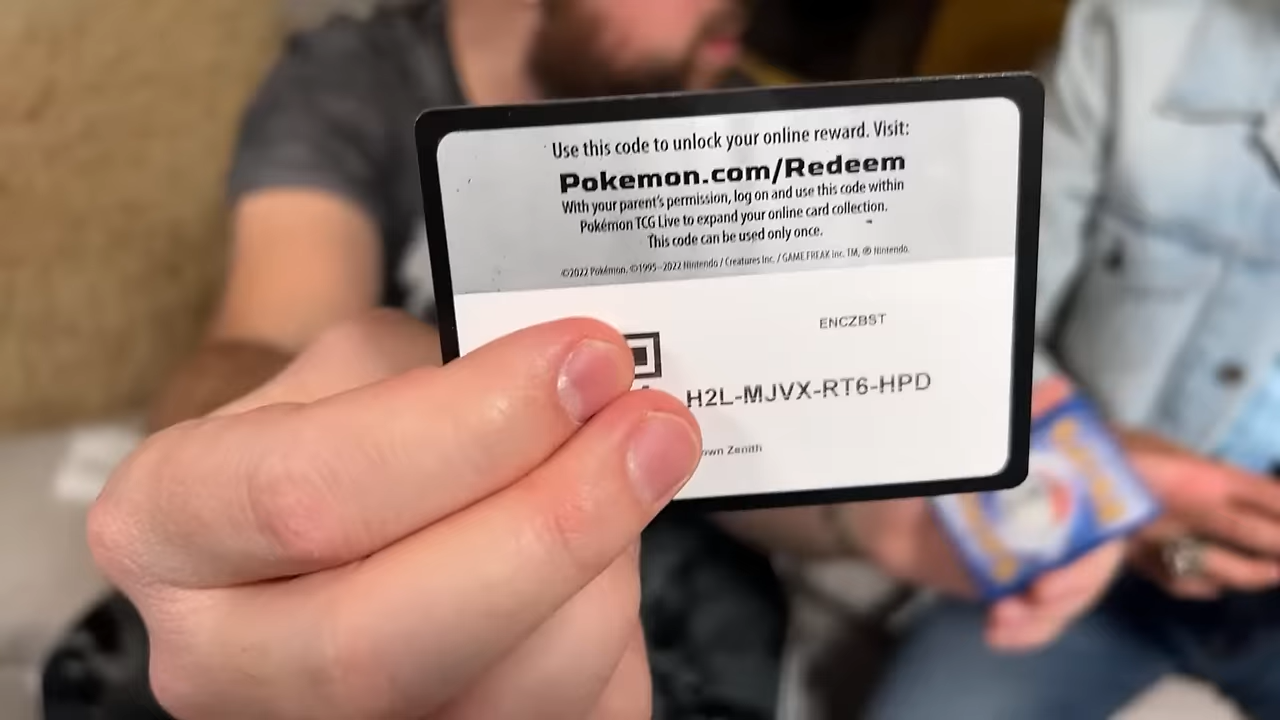 Use this code to unlock your online reward. Visit:
Pokemon.com/Redeem
With your parent's permission, log on and use this code within
Pokémon TCG Live to expand your online card collection.
This code can be used only once.
©2022 Pokémon. ©1995–2022 Nintendo / Creatures Inc. / GAME FREAK inc. TM, ® Nintendo.
ENCZBST
H2L-MJVX-RT6-HPD
own Zenith